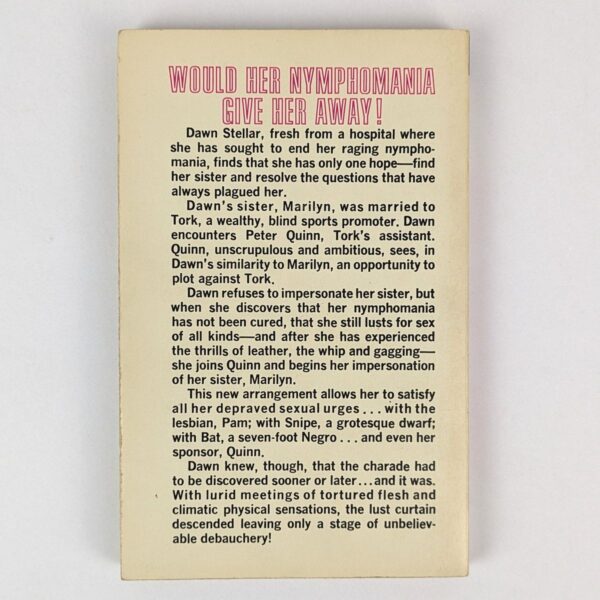 WOULD HER NYMPHOMANIA
GIVE HER AWAY!
Dawn Stellar, fresh from a hospital where
she has sought to end her raging nympho-
mania, finds that she has only one hope—find
her sister and resolve the questions that have
always plagued her.
Dawn's sister, Marilyn, was married to
Tork, a wealthy, blind sports promoter. Dawn
encounters Peter Quinn, Tork's assistant.
Quinn, unscrupulous and ambitious, sees, in
Dawn's similarity to Marilyn, an opportunity to
plot against Tork.
Dawn refuses to impersonate her sister, but
when she discovers that her nymphomania
has not been cured, that she still lusts for sex
of all kinds—and after she has experienced
the thrills of leather, the whip and gagging—
she joins Quinn and begins her impersonation
of her sister, Marilyn.
This new arrangement allows her to satisfy
all her depraved sexual urges . . . with the
lesbian, Pam; with Snipe, a grotesque dwarf;
with Bat, a seven-foot Negro . . . and even her
sponsor, Quinn.
Dawn knew, though, that the charade had
to be discovered sooner or later . . . and it was.
With lurid meetings of tortured flesh and
climatic physical sensations, the lust curtain
descended leaving only a stage of unbeliev-
able debauchery!